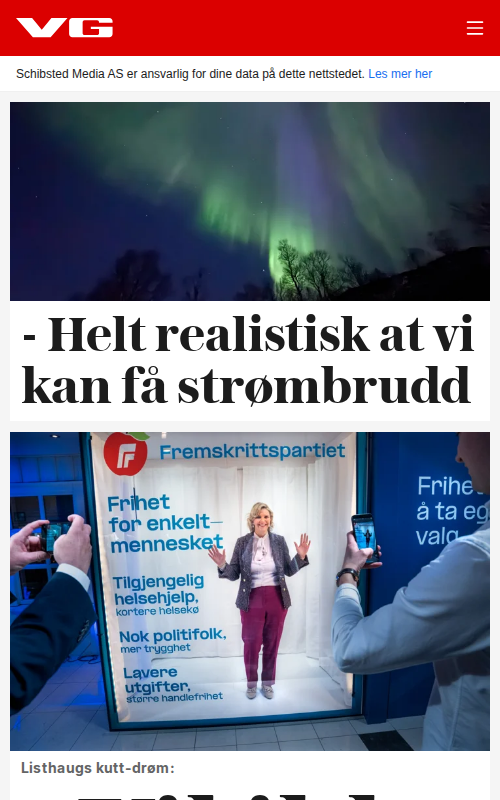 VG
Schibsted Media AS er ansvarlig for dine data på dette nettstedet. Les mer her
- Helt realistisk at vi
kan få strømbrudd
Fremskrittspartiet
Frihet
for enkelt-
mennesket
Tilgjengelig
helsehjelp,
kortere helsekø
Nok politifolk,
mer trygghet
Lavere
utgifter,
større handlefrihet
å ta
valg
Listhaugs kutt-drøm: